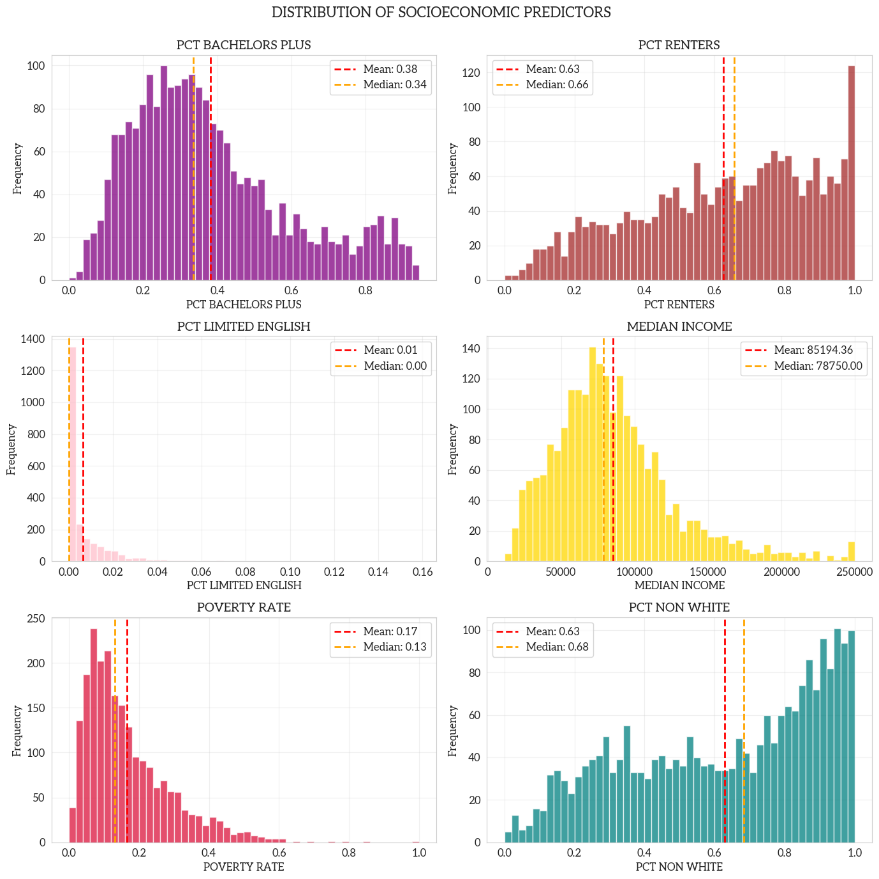 DISTRIBUTION OF SOCIOECONOMIC PREDICTORS
PCT BACHELORS PLUS
Mean: 0.38
Median: 0.34
Frequency
100
80
60
40
20
0
0.0 0.2 0.4 0.6 0.8
PCT BACHELORS PLUS
PCT RENTERS
Mean: 0.63
Median: 0.66
Frequency
120
100
80
60
40
20
0
0.0 0.2 0.4 0.6 0.8 1.0
PCT RENTERS
PCT LIMITED ENGLISH
Mean: 0.01
Median: 0.00
Frequency
1400
1200
1000
800
600
400
200
0
0.00 0.02 0.04 0.06 0.08 0.10 0.12 0.14 0.16
PCT LIMITED ENGLISH
MEDIAN INCOME
Mean: 85194.36
Median: 78750.00
Frequency
140
120
100
80
60
40
20
0
0 50000 100000 150000 200000 250000
MEDIAN INCOME
POVERTY RATE
Mean: 0.17
Median: 0.13
Frequency
250
200
150
100
50
0
0.0 0.2 0.4 0.6 0.8 1.0
POVERTY RATE
PCT NON WHITE
Mean: 0.63
Median: 0.68
Frequency
100
80
60
40
20
0
0.0 0.2 0.4 0.6 0.8 1.0
PCT NON WHITE